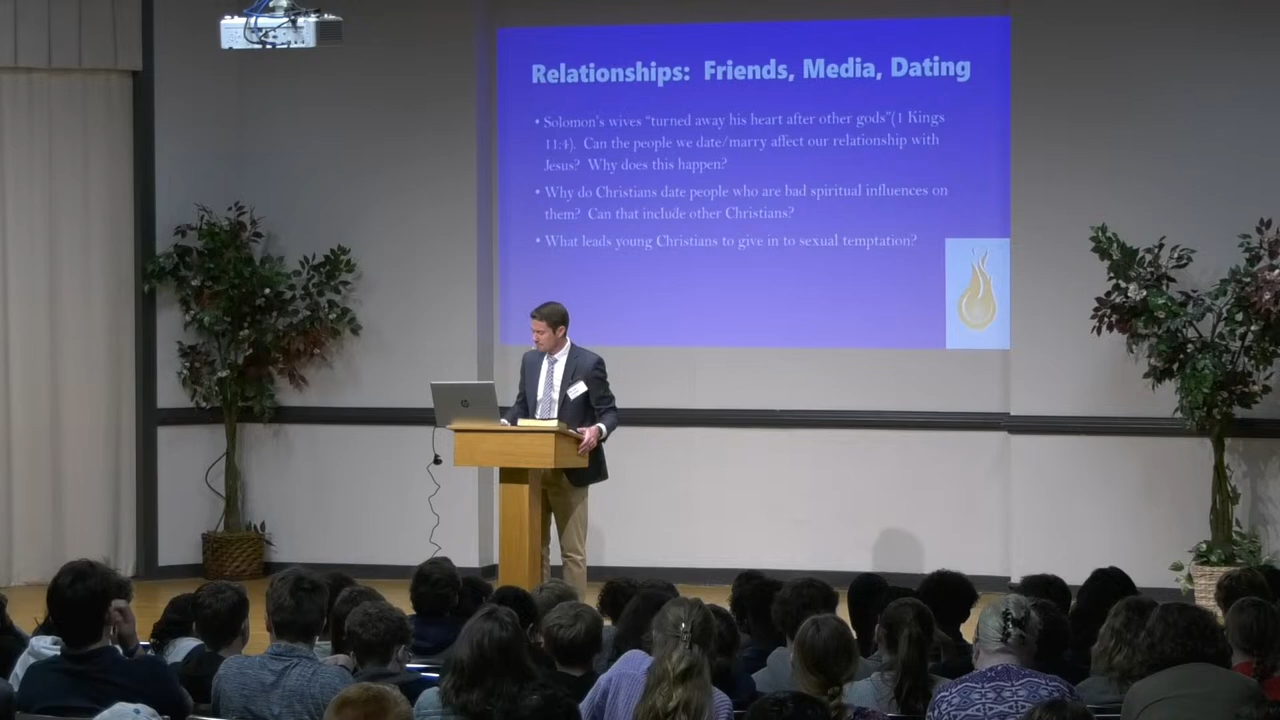 Relationships: Friends, Media, Dating
• Solomon's wives "turned away his heart after other gods"(1 Kings
11:4). Can the people we date/marry affect our relationship with
Jesus? Why does this happen?
• Why do Christians date people who are bad spiritual influences on
them? Can that include other Christians?
• What leads young Christians to give in to sexual temptation?
hp